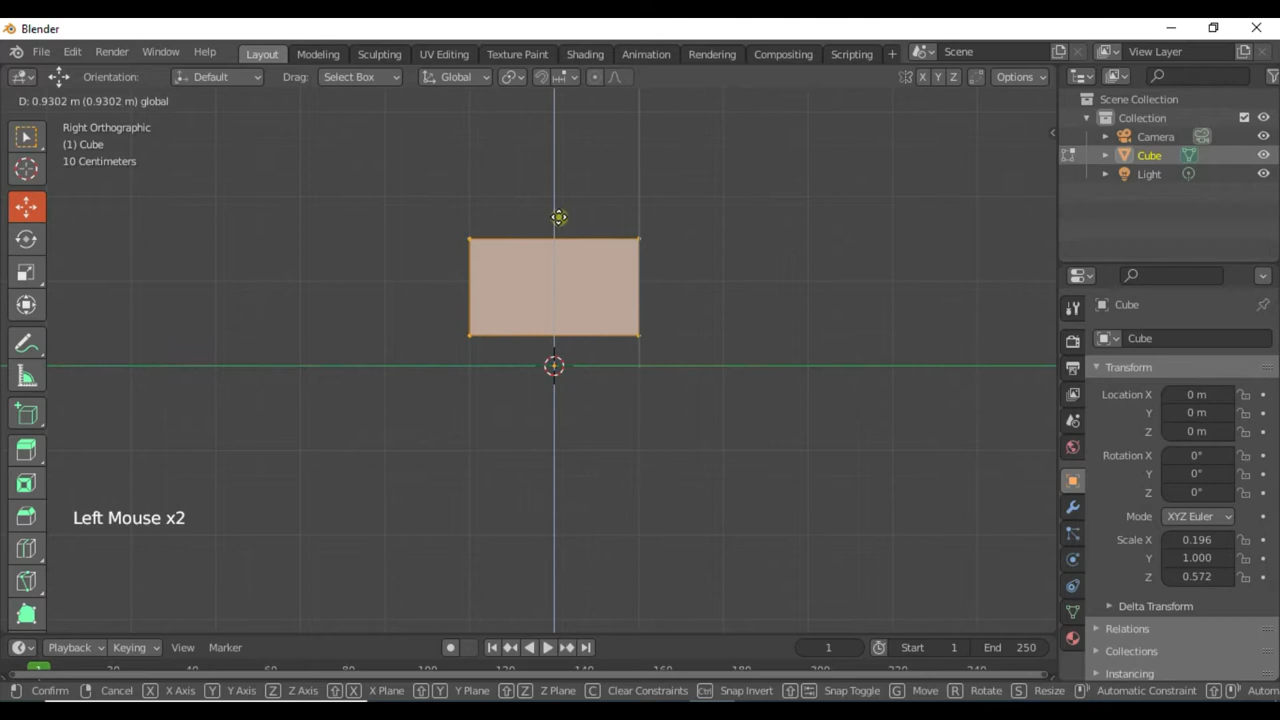 Blender
File Edit Render Window Help
Layout Modeling Sculpting UV Editing Texture Paint Shading Animation Rendering Compositing Scripting +
Scene
View Layer
Orientation: Default Drag: Select Box Global X Y Z Options
D: 0.9302 m (0.9302 m) global
Right Orthographic
(1) Cube
10 Centimeters
Left Mouse x2
Scene Collection
Collection
Camera
Cube
Light
Cube
Cube
Transform
Location X 0 m
Y 0 m
Z 0 m
Rotation X 0°
Y 0°
Z 0°
Mode XYZ Euler
Scale X 0.196
Y 1.000
Z 0.572
Delta Transform
Relations
Collections
Instancing
Playback Keying View Marker 1 Start 1 End 250
Confirm Cancel X X Axis Y Y Axis Z Z Axis X X Plane Y Y Plane Z Z Plane C Clear Constraints Ctrl Snap Invert Snap Toggle G Move R Rotate S Resize Automatic Constraint Autom